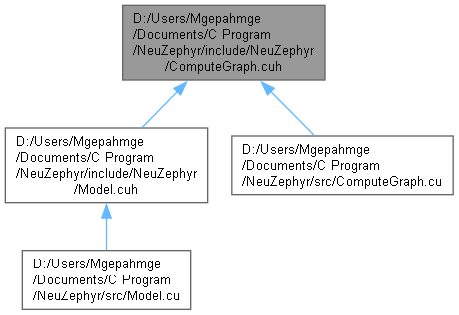 D:/Users/Mgepahmge
/Documents/C Program
/NeuZephyr/include/NeuZephyr
/ComputeGraph.cuh
D:/Users/Mgepahmge
/Documents/C Program
/NeuZephyr/include/NeuZephyr
/Model.cuh
D:/Users/Mgepahmge
/Documents/C Program
/NeuZephyr/src/ComputeGraph.cu
D:/Users/Mgepahmge
/Documents/C Program
/NeuZephyr/src/Model.cu